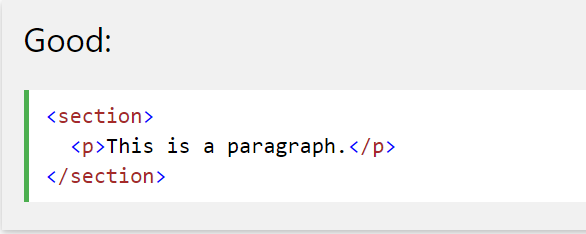 Good:
<section>
  <p>This is a paragraph.</p>
</section>